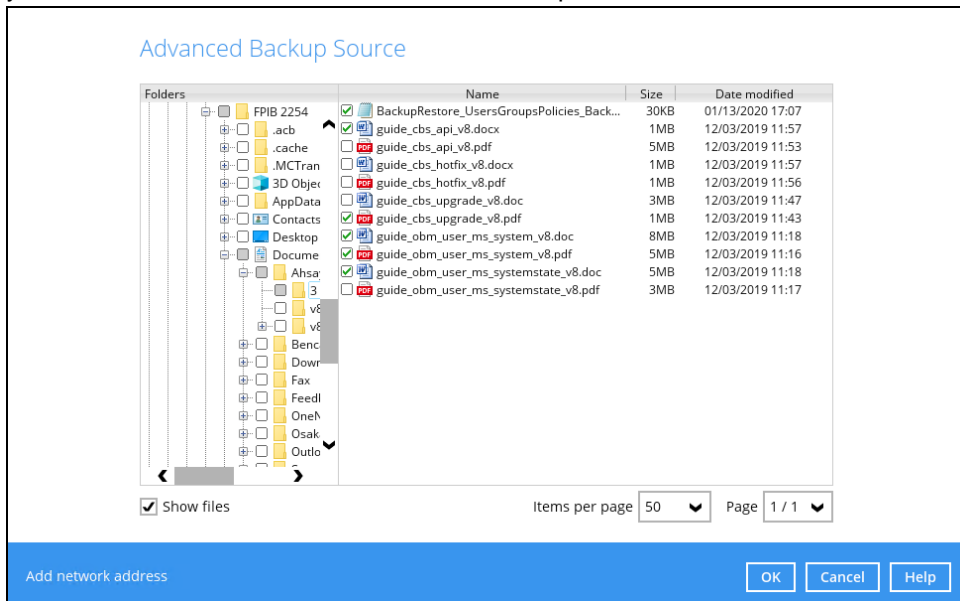 Advanced Backup Source
Folders Name Size Date modified
FPIB 2254
.acb
.cache
.MCTran
3D Objec
AppData
Contacts
Desktop
Docume
Ahsa
3
v8
v8
Benc
Down
Fax
Feedl
OneN
Osak
Outlo
BackupRestore_UsersGroupsPolicies_Back... 30KB 01/13/2020 17:07
guide_cbs_api_v8.docx 1MB 12/03/2019 11:57
guide_cbs_api_v8.pdf 5MB 12/03/2019 11:53
guide_cbs_hotfix_v8.docx 1MB 12/03/2019 11:57
guide_cbs_hotfix_v8.pdf 1MB 12/03/2019 11:56
guide_cbs_upgrade_v8.doc 3MB 12/03/2019 11:47
guide_cbs_upgrade_v8.pdf 1MB 12/03/2019 11:43
guide_obm_user_ms_system_v8.doc 8MB 12/03/2019 11:18
guide_obm_user_ms_system_v8.pdf 5MB 12/03/2019 11:16
guide_obm_user_ms_systemstate_v8.doc 5MB 12/03/2019 11:18
guide_obm_user_ms_systemstate_v8.pdf 3MB 12/03/2019 11:17
Show files Items per page 50 Page 1 / 1
Add network address OK Cancel Help